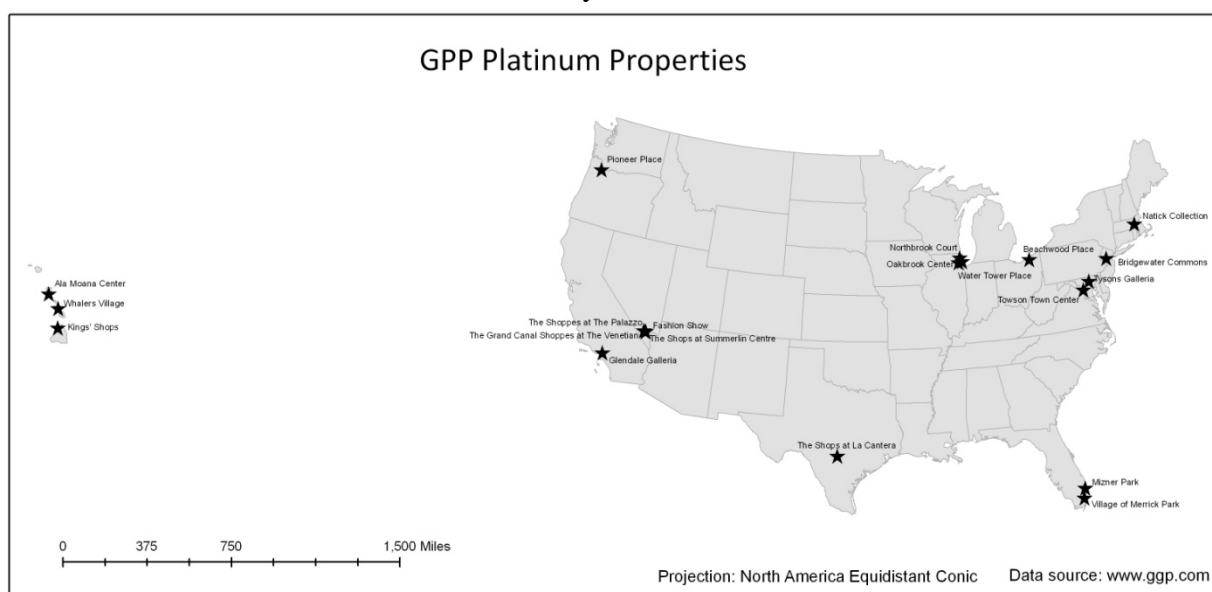 GPP Platinum Properties
Pioneer Place
Natick Collection
Northbrook Court
Beachwood Place
Bridgewater Commons
Oakbrook Center
Water Tower Place
Tysons Galleria
Towson Town Center
Ala Moana Center
Whalers Village
Kings' Shops
The Shoppes at The Palazzo
Fashion Show
The Grand Canal Shoppes at The Venetian
The Shops at Summerlin Centre
Glendale Galleria
The Shops at La Cantera
Mizner Park
Village of Merrick Park
0 375 750 1,500 Miles
Projection: North America Equidistant Conic Data source: www.ggp.com